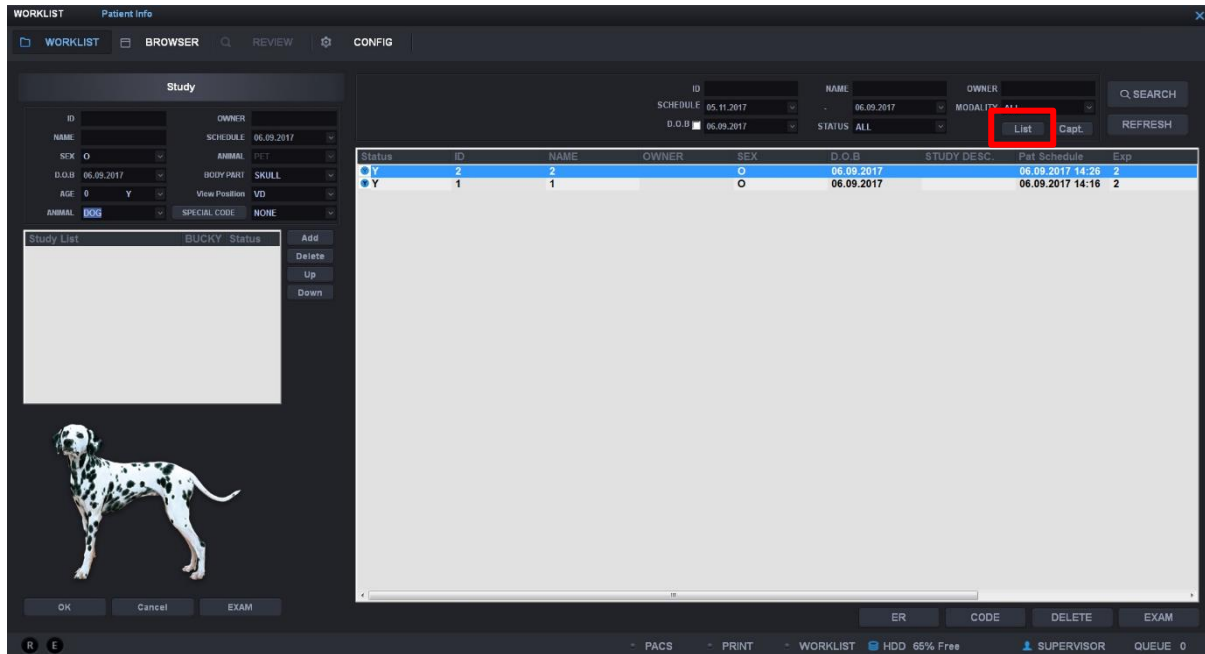 WORKLIST Patient Info
WORKLIST BROWSER REVIEW CONFIG
Study
ID OWNER
NAME SCHEDULE 06.09.2017
SEX O ANIMAL PET
D.O.B 06.09.2017 BODY PART SKULL
AGE 0 Y View Position VD
ANIMAL DOG SPECIAL CODE NONE
Study List BUCKY Status
Add
Delete
Up
Down
OK Cancel EXAM
ID NAME OWNER
SCHEDULE 05.11.2017 - 06.09.2017 MODALITY ALL
D.O.B 06.09.2017 STATUS ALL
List Capt.
SEARCH
REFRESH
Status ID NAME OWNER SEX D.O.B STUDY DESC. Pat Schedule Exp
Y 2 2 O 06.09.2017 06.09.2017 14:26 2
Y 1 1 O 06.09.2017 06.09.2017 14:16 2
ER CODE DELETE EXAM
R E
- PACS - PRINT - WORKLIST HDD 65% Free SUPERVISOR QUEUE 0